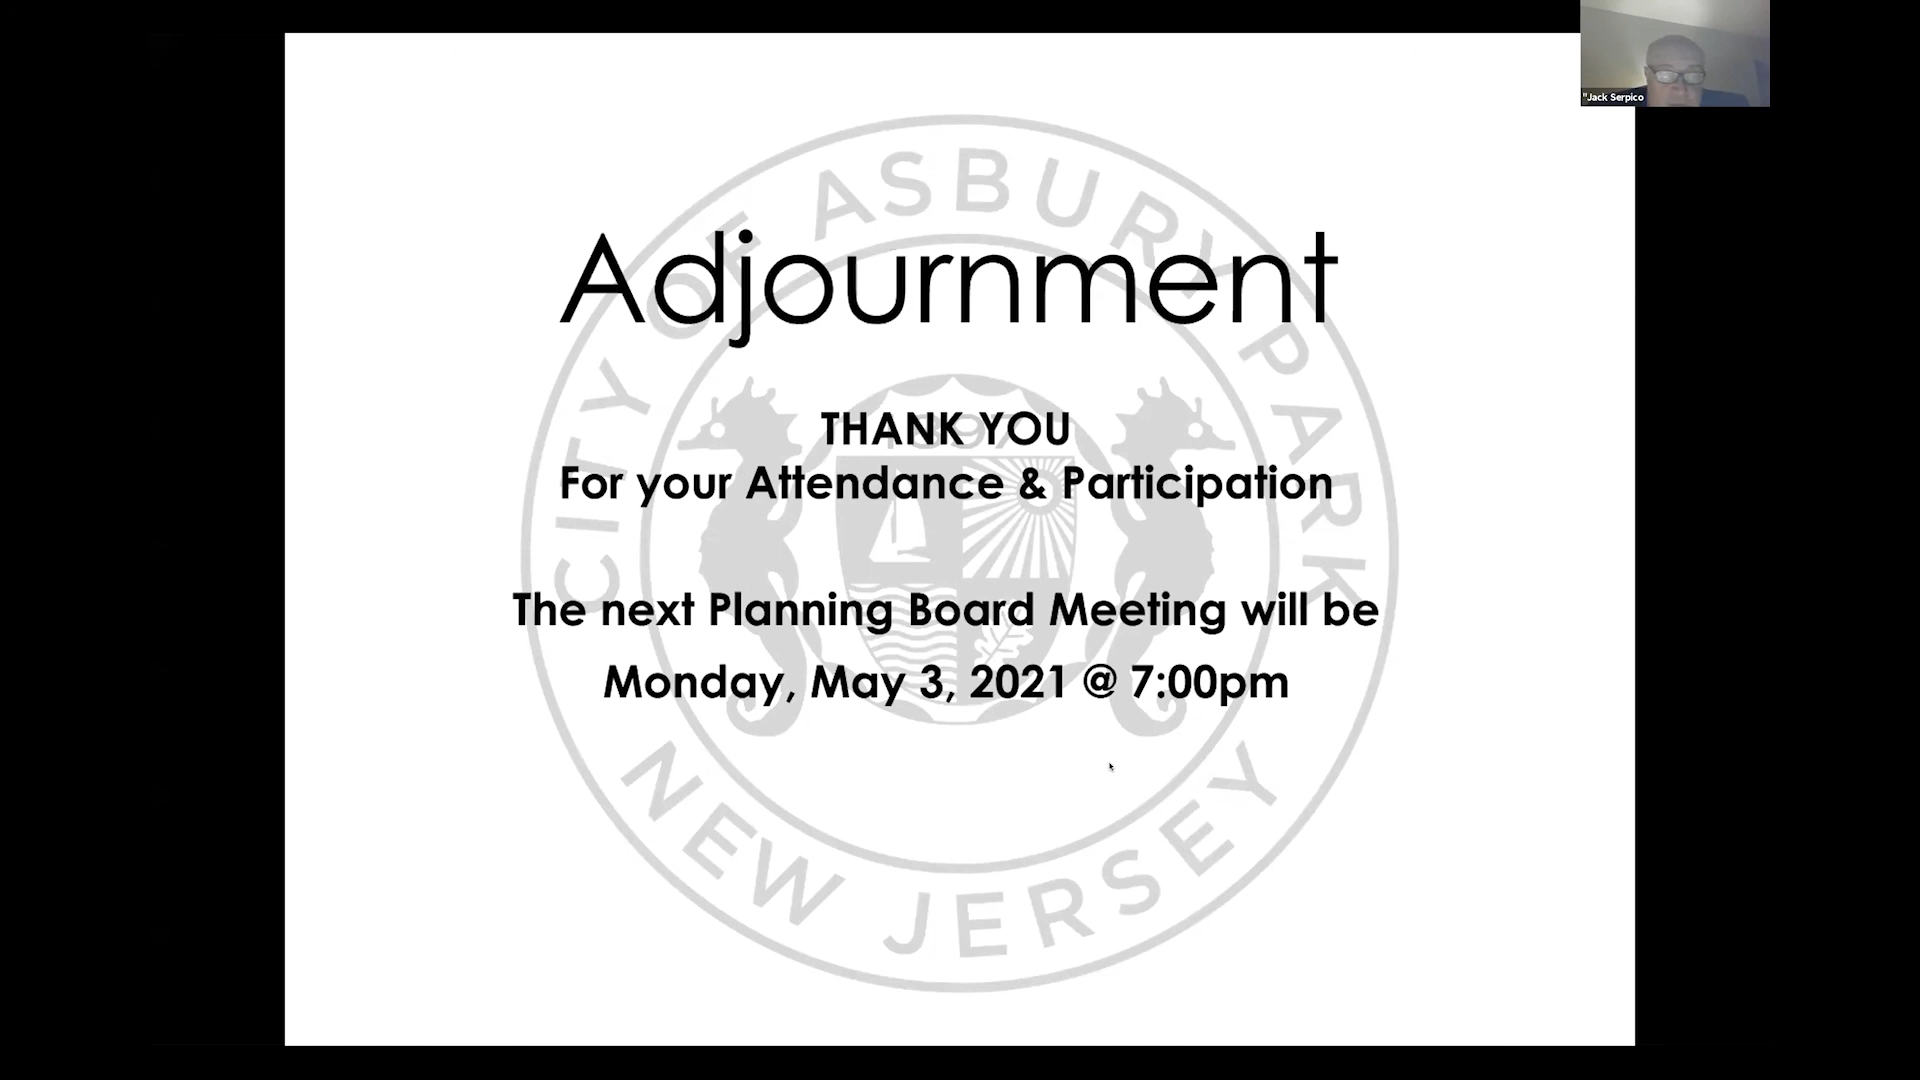 "Jack Serpico
CITY OF ASBURY PARK
Adjournment
1897
THANK YOU
For your Attendance & Participation
The next Planning Board Meeting will be
Monday, May 3, 2021 @ 7:00pm
NEW JERSEY